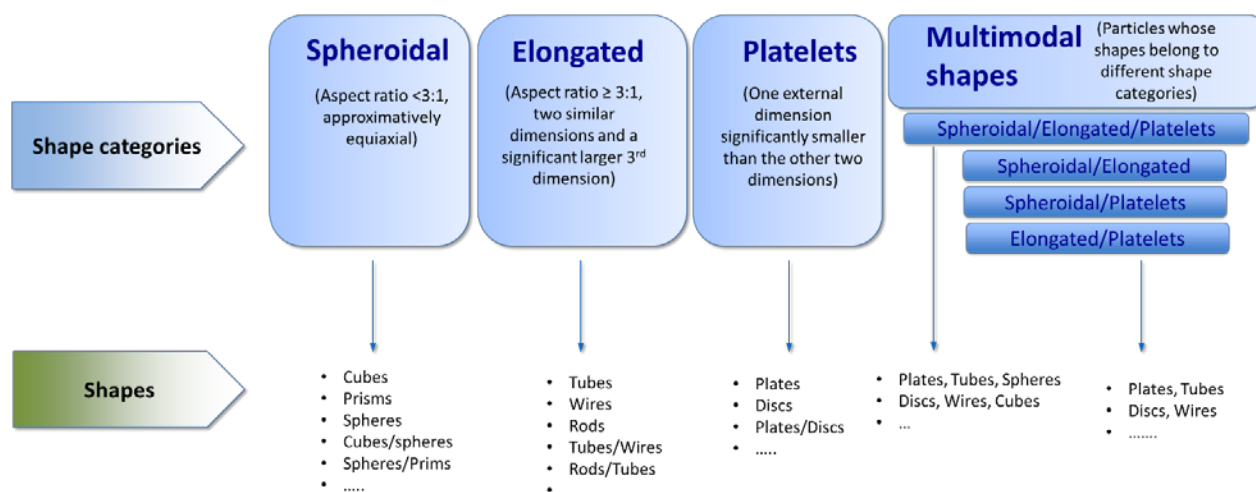 Shape categories
Spheroidal
(Aspect ratio <3:1,
approximatively
equiaxial)
Elongated
(Aspect ratio ≥ 3:1,
two similar
dimensions and a
significant larger 3rd
dimension)
Platelets
(One external
dimension
significantly smaller
than the other two
dimensions)
Multimodal
shapes
(Particles whose
shapes belong to
different shape
categories)
Spheroidal/Elongated/Platelets
Spheroidal/Elongated
Spheroidal/Platelets
Elongated/Platelets
Shapes
• Cubes
• Prisms
• Spheres
• Cubes/spheres
• Spheres/Prims
• .....
• Tubes
• Wires
• Rods
• Tubes/Wires
• Rods/Tubes
•
• Plates
• Discs
• Plates/Discs
• .....
• Plates, Tubes, Spheres
• Discs, Wires, Cubes
• ...
• Plates, Tubes
• Discs, Wires
• .......